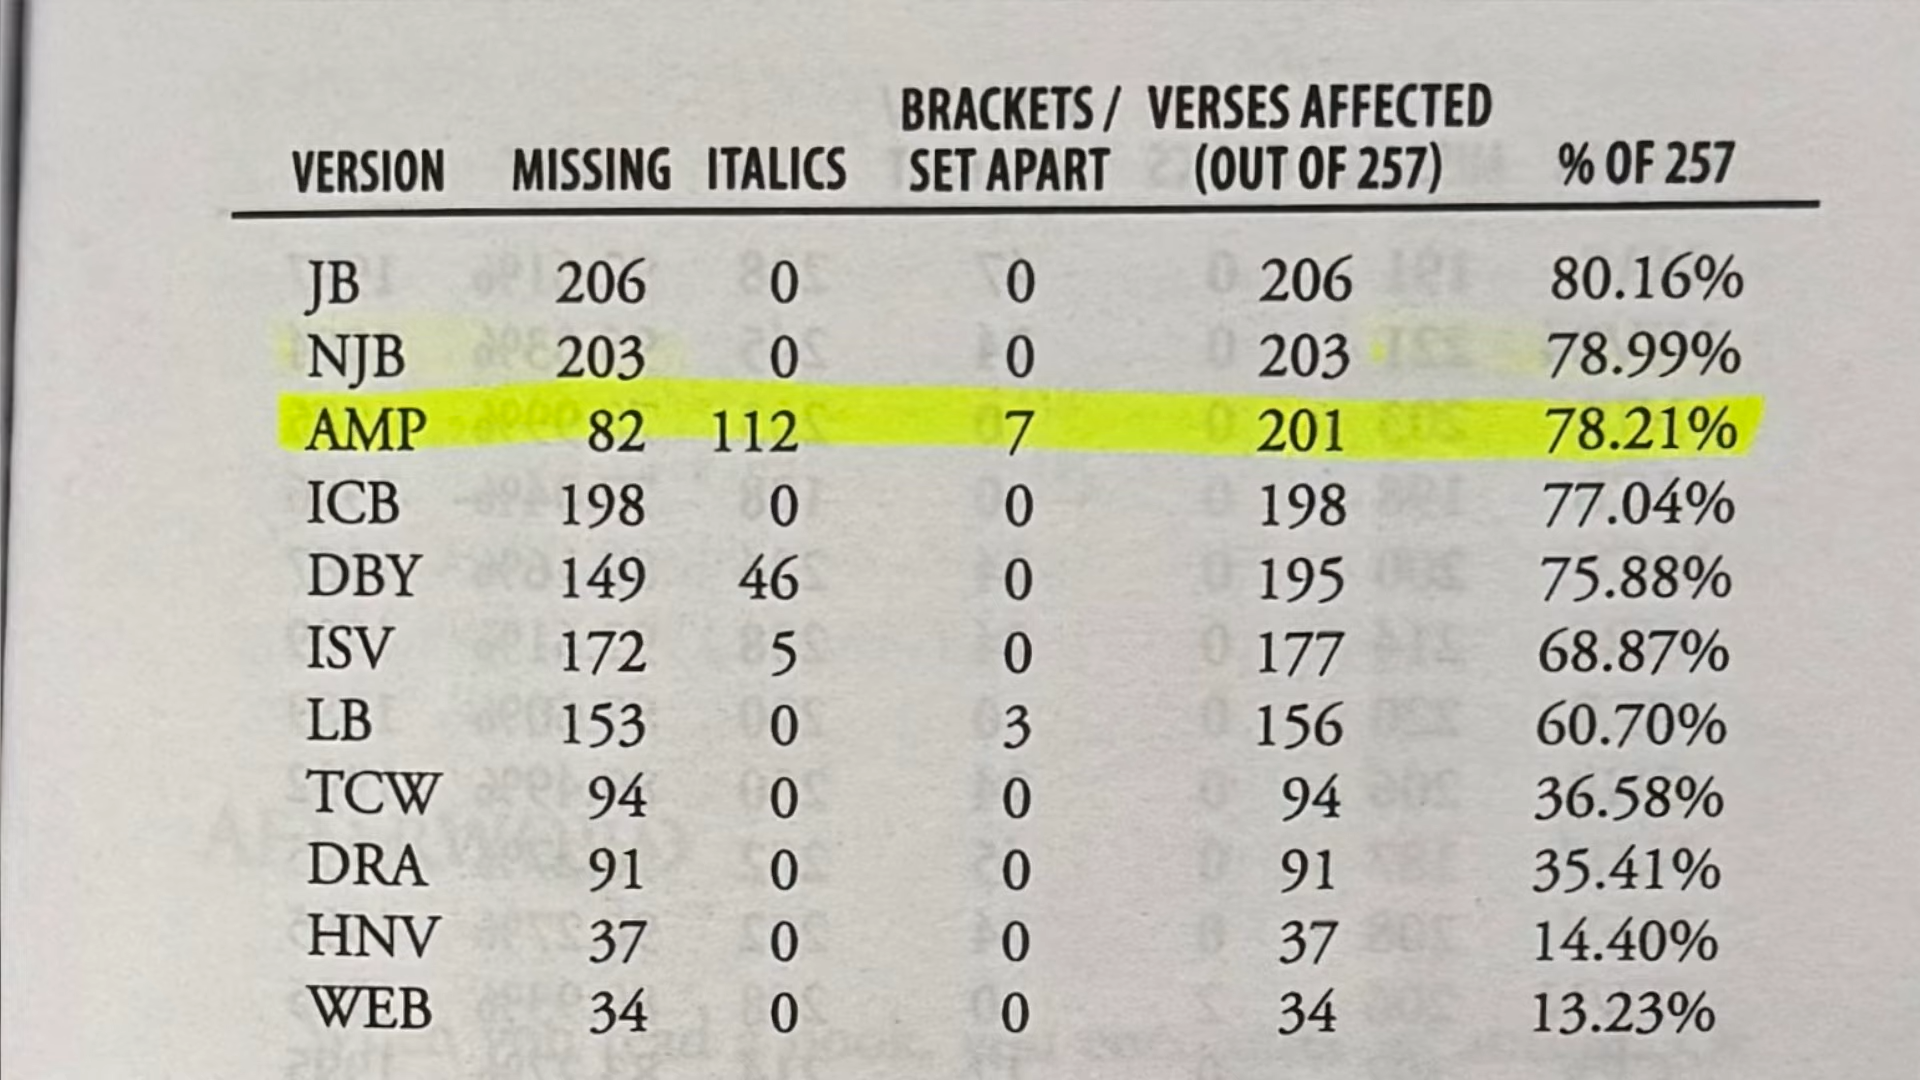 BRACKETS / VERSES AFFECTED
VERSION MISSING ITALICS SET APART (OUT OF 257) % OF 257
JB 206 0 0 206 80.16%
NJB 203 0 0 203 78.99%
AMP 82 112 7 201 78.21%
ICB 198 0 0 198 77.04%
DBY 149 46 0 195 75.88%
ISV 172 5 0 177 68.87%
LB 153 0 3 156 60.70%
TCW 94 0 0 94 36.58%
DRA 91 0 0 91 35.41%
HNV 37 0 0 37 14.40%
WEB 34 0 0 34 13.23%